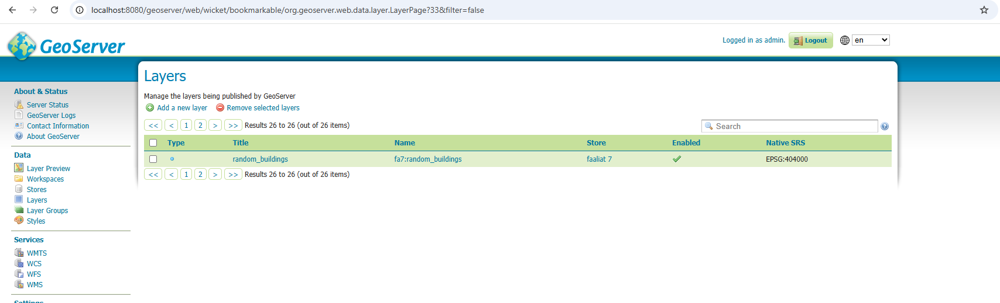 localhost:8080/geoserver/web/wicket/bookmarkable/org.geoserver.web.data.layer.LayerPage?33&filter=false
GeoServer
Logged in as admin.
Logout
en
About & Status
Server Status
GeoServer Logs
Contact Information
About GeoServer
Data
Layer Preview
Workspaces
Stores
Layers
Layer Groups
Styles
Services
WMTS
WCS
WFS
WMS
Settings
Layers
Manage the layers being published by GeoServer
Add a new layer Remove selected layers
<< < 1 2 > >> Results 26 to 26 (out of 26 items)
Search
Type Title Name Store Enabled Native SRS
random_buildings fa7:random_buildings faaliat 7 EPSG:404000
<< < 1 2 > >> Results 26 to 26 (out of 26 items)